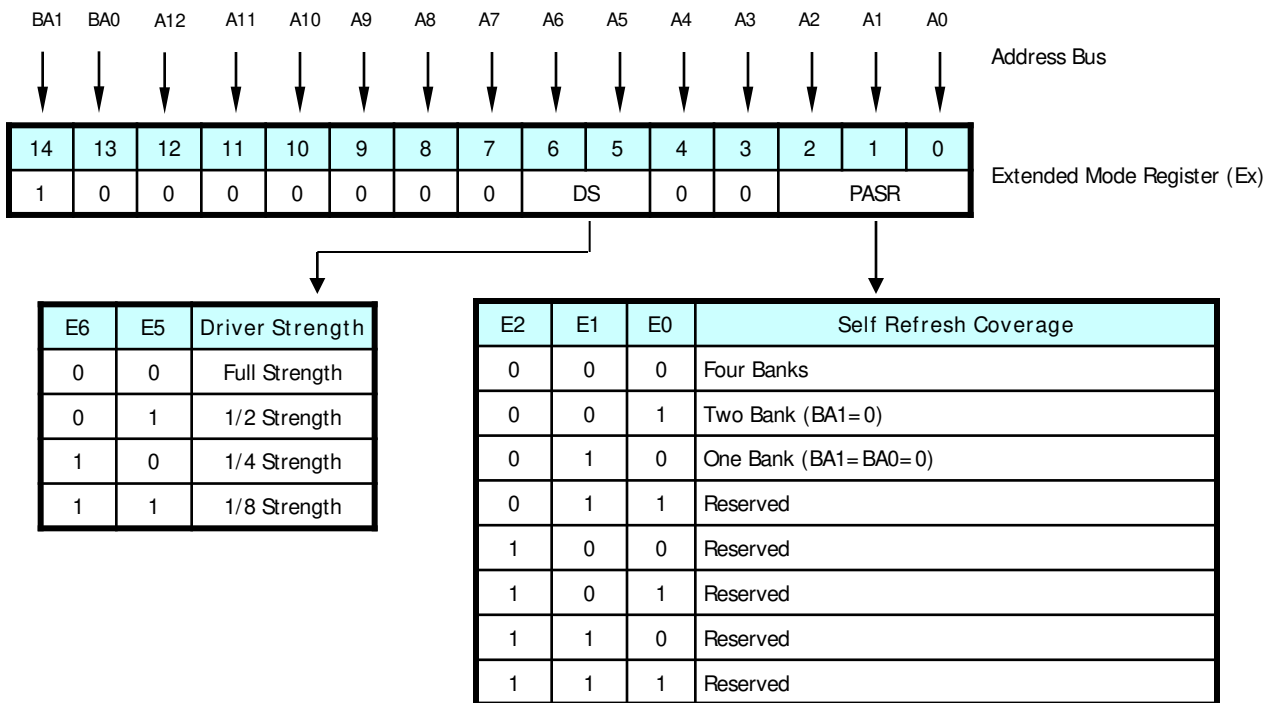 BA1 BA0 A12 A11 A10 A9 A8 A7 A6 A5 A4 A3 A2 A1 A0
Address Bus
14 13 12 11 10 9 8 7 6 5 4 3 2 1 0
1 0 0 0 0 0 0 0 DS 0 0 PASR
Extended Mode Register (Ex)
E6 E5 Driver Strength
0 0 Full Strength
0 1 1/2 Strength
1 0 1/4 Strength
1 1 1/8 Strength
E2 E1 E0 Self Refresh Coverage
0 0 0 Four Banks
0 0 1 Two Bank (BA1=0)
0 1 0 One Bank (BA1=BA0=0)
0 1 1 Reserved
1 0 0 Reserved
1 0 1 Reserved
1 1 0 Reserved
1 1 1 Reserved